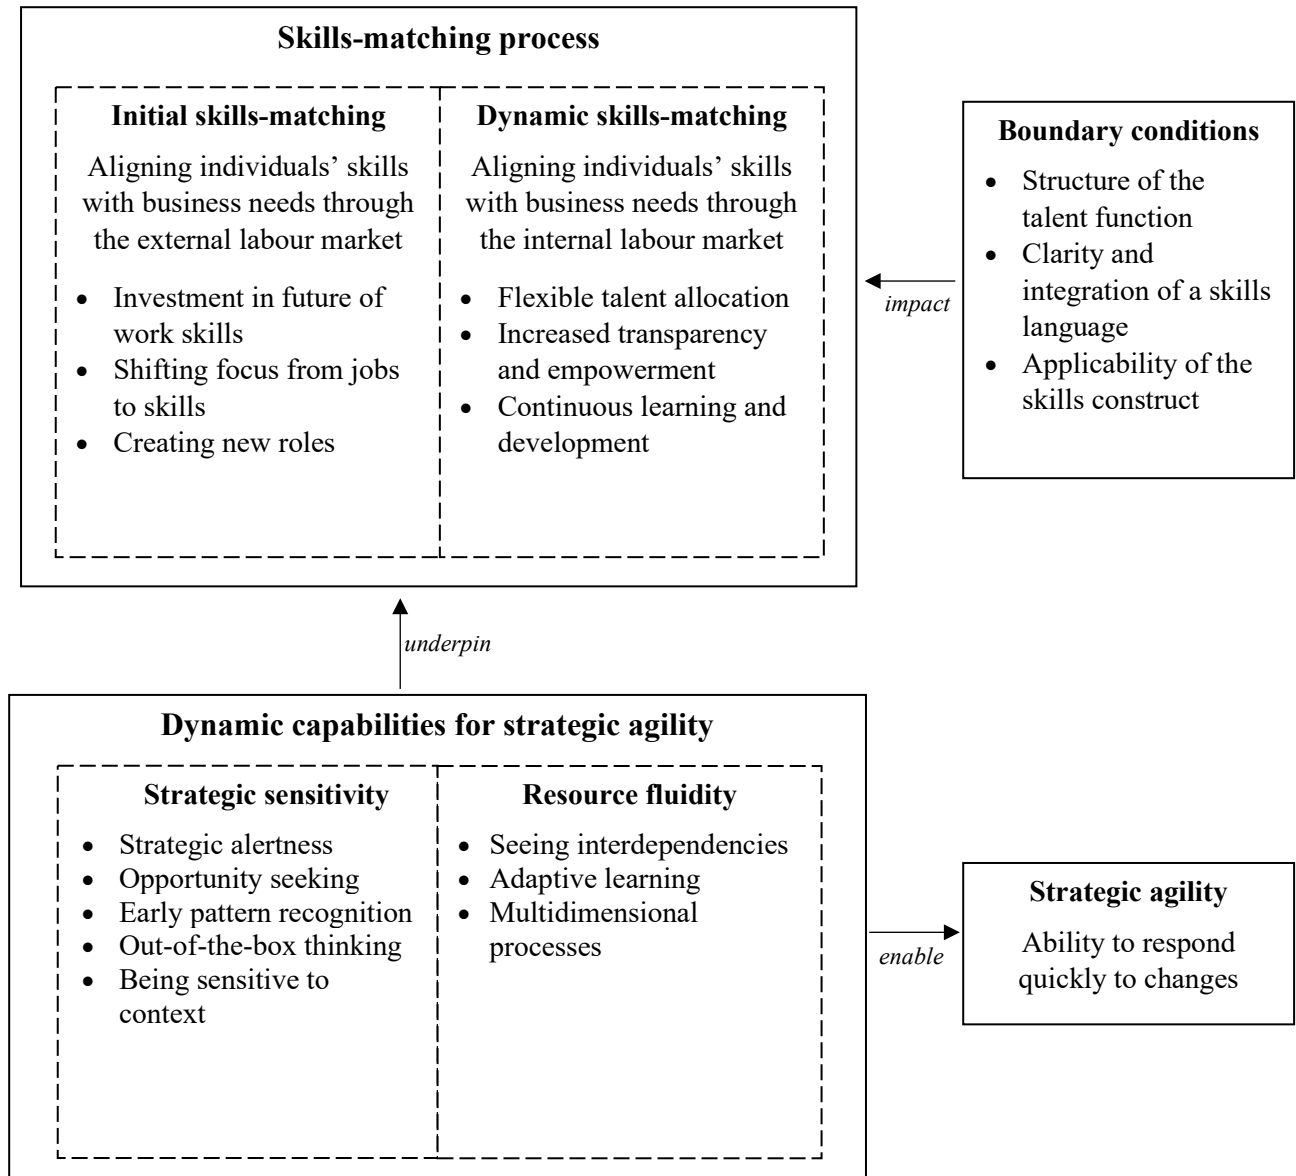 Skills-matching process
Initial skills-matching
Aligning individuals’ skills
with business needs through
the external labour market
• Investment in future of
work skills
• Shifting focus from jobs
to skills
• Creating new roles
Dynamic skills-matching
Aligning individuals’ skills
with business needs through
the internal labour market
• Flexible talent allocation
• Increased transparency
and empowerment
• Continuous learning and
development
Boundary conditions
• Structure of the
talent function
• Clarity and
integration of a skills
language
• Applicability of the
skills construct
impact
underpin
Dynamic capabilities for strategic agility
Strategic sensitivity
• Strategic alertness
• Opportunity seeking
• Early pattern recognition
• Out-of-the-box thinking
• Being sensitive to
context
Resource fluidity
• Seeing interdependencies
• Adaptive learning
• Multidimensional
processes
enable
Strategic agility
Ability to respond
quickly to changes